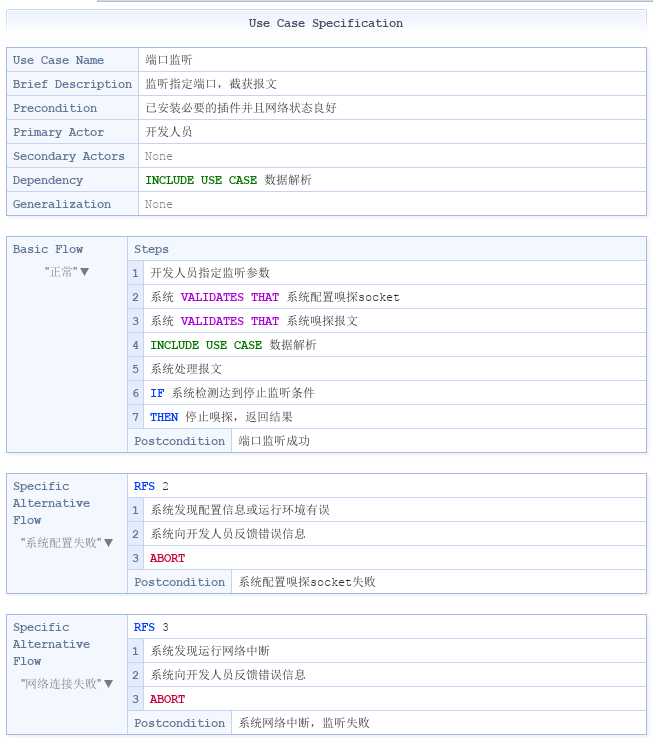 Use Case Specification
Use Case Name 端口监听
Brief Description 监听指定端口，截获报文
Precondition 已安装必要的插件并且网络状态良好
Primary Actor 开发人员
Secondary Actors None
Dependency INCLUDE USE CASE 数据解析
Generalization None
Basic Flow Steps
"正常"▼
1 开发人员指定监听参数
2 系统 VALIDATES THAT 系统配置嗅探socket
3 系统 VALIDATES THAT 系统嗅探报文
4 INCLUDE USE CASE 数据解析
5 系统处理报文
6 IF 系统检测达到停止监听条件
7 THEN 停止嗅探，返回结果
Postcondition 端口监听成功
Specific
Alternative
Flow
"系统配置失败"▼
RFS 2
1 系统发现配置信息或运行环境有误
2 系统向开发人员反馈错误信息
3 ABORT
Postcondition 系统配置嗅探socket失败
Specific
Alternative
Flow
"网络连接失败"▼
RFS 3
1 系统发现运行网络中断
2 系统向开发人员反馈错误信息
3 ABORT
Postcondition 系统网络中断，监听失败